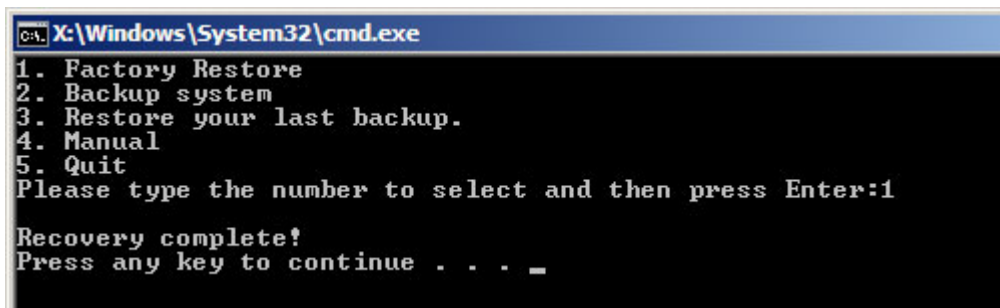 X:\Windows\System32\cmd.exe
1. Factory Restore
2. Backup system
3. Restore your last backup.
4. Manual
5. Quit
Please type the number to select and then press Enter:1
Recovery complete!
Press any key to continue . . . _